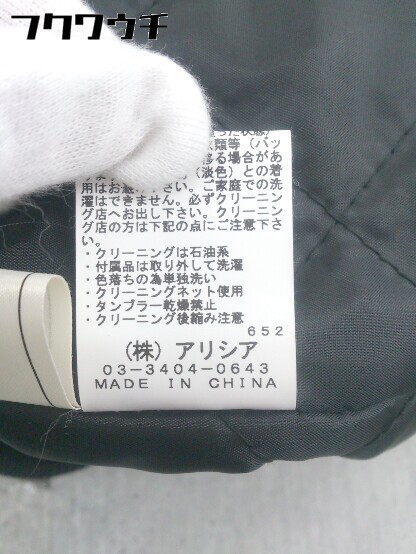 フクワウチ
った状態)
類等(バッ
移る場合があ
(淡色)との着
用はお避け下さい。ご家庭での洗
濯はできません。必ずクリーニン
グ店へお出し下さい。クリーニン
グ店の方は下記の点にご注意下さ
い。
・クリーニングは石油系
・付属品は取り外して洗濯
・色落ちの為単独洗い
・クリーニングネット使用
・タンブラー乾燥禁止
・クリーニング後縮み注意
652
(株)アリシア
03-3404-0643
MADE IN CHINA